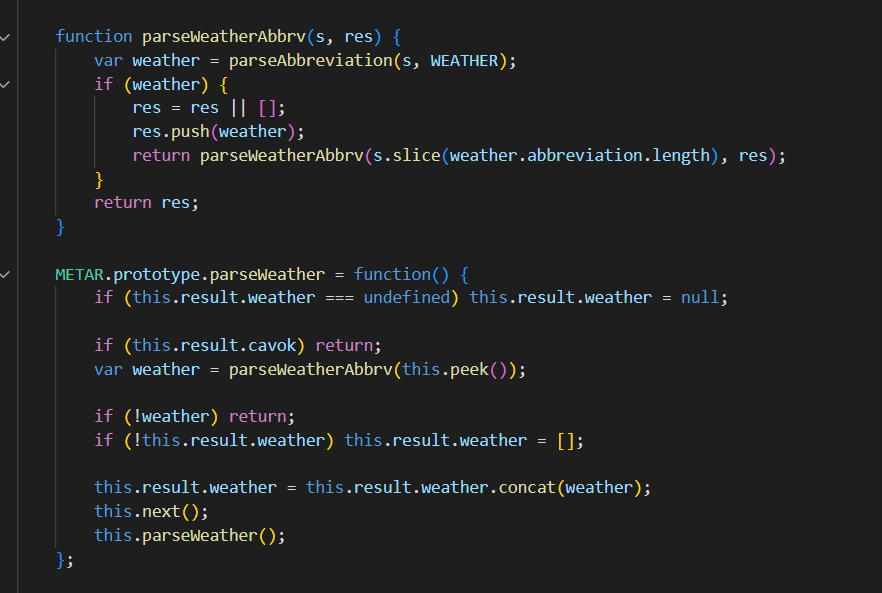 function parseWeatherAbbrv(s, res) {
    var weather = parseAbbreviation(s, WEATHER);
    if (weather) {
        res = res || [];
        res.push(weather);
        return parseWeatherAbbrv(s.slice(weather.abbreviation.length), res);
    }
    return res;
}
METAR.prototype.parseWeather = function() {
    if (this.result.weather === undefined) this.result.weather = null;
    if (this.result.cavok) return;
    var weather = parseWeatherAbbrv(this.peek());
    if (!weather) return;
    if (!this.result.weather) this.result.weather = [];
    this.result.weather = this.result.weather.concat(weather);
    this.next();
    this.parseWeather();
};